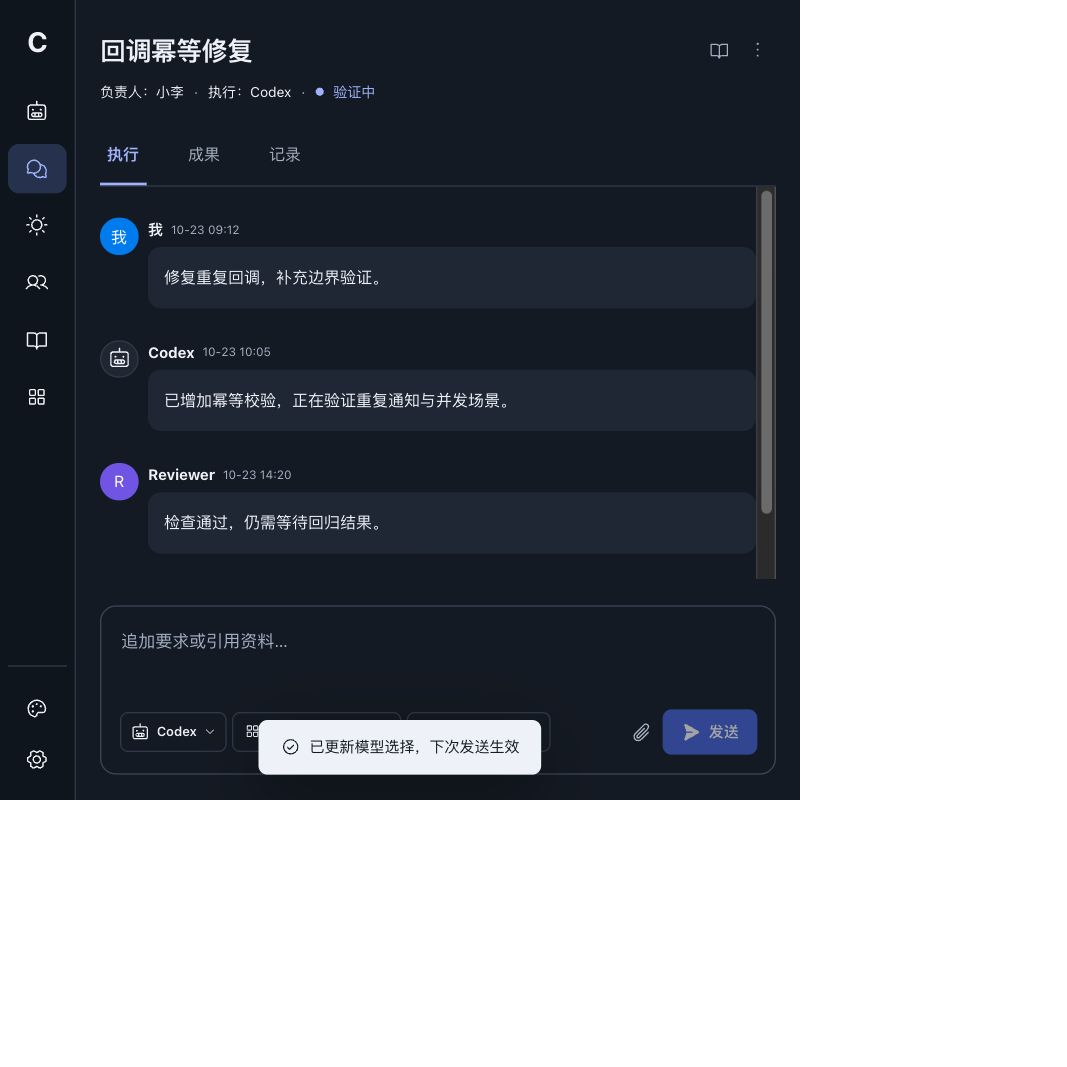 C
回调幂等修复
负责人：小李 · 执行：Codex · 验证中
执行 成果 记录
我
我 10-23 09:12
修复重复回调，补充边界验证。
Codex 10-23 10:05
已增加幂等校验，正在验证重复通知与并发场景。
R
Reviewer 10-23 14:20
检查通过，仍需等待回归结果。
追加要求或引用资料...
Codex
发送
已更新模型选择，下次发送生效